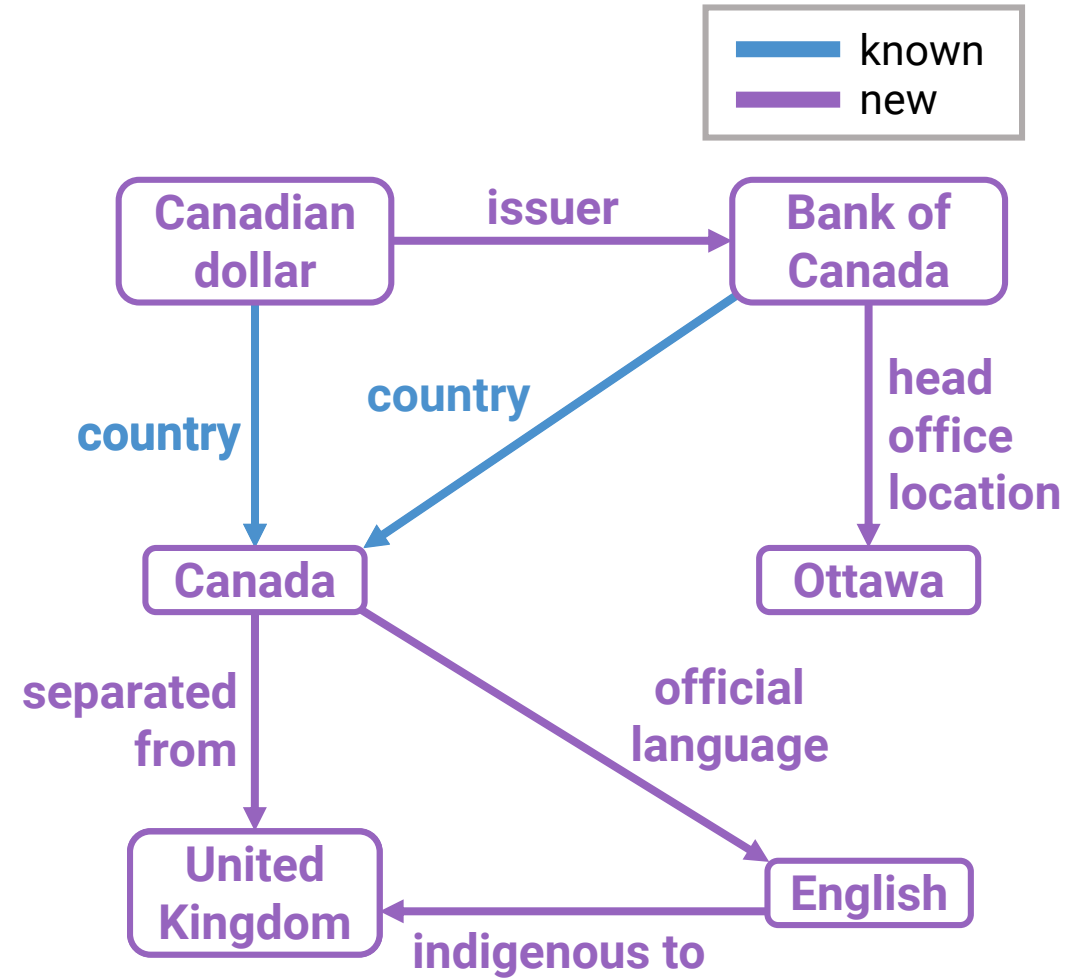 known
new
Canadian
dollar
issuer
Bank of
Canada
country
country
head
office
location
Canada
Ottawa
separated
from
official
language
United
Kingdom
English
indigenous to